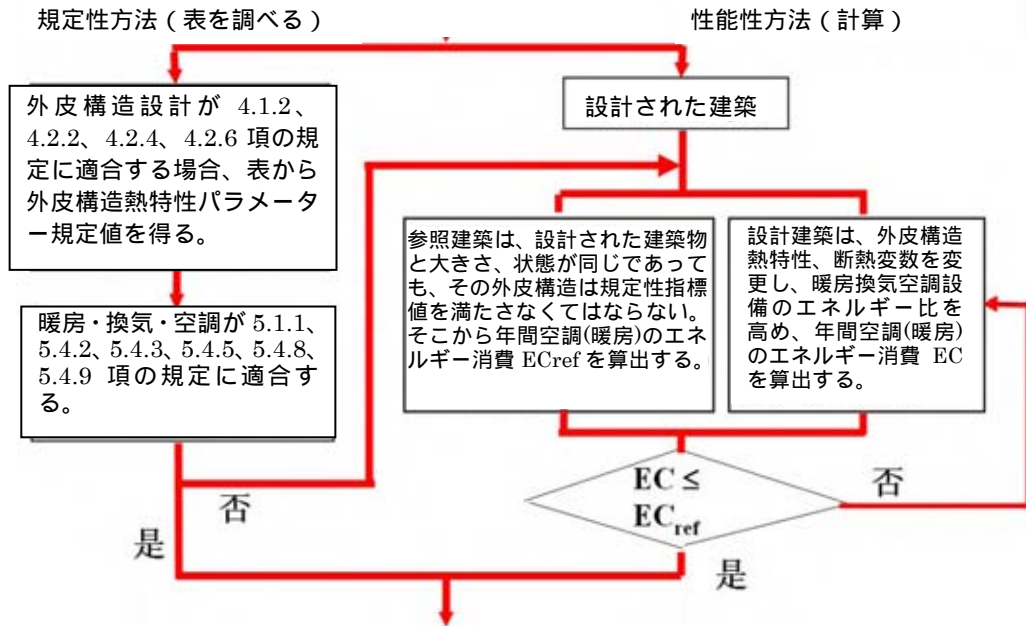 規定性方法（表を調べる）
性能性方法（計算）
外皮構造設計が 4.1.2、
4.2.2、4.2.4、4.2.6 項の規
定に適合する場合、表から
外皮構造熱特性パラメータ
ー規定値を得る。
設計された建築
暖房・換気・空調が 5.1.1、
5.4.2、5.4.3、5.4.5、5.4.8、
5.4.9 項の規定に適合す
る。
参照建築は、設計された建築物
と大きさ、状態が同じであって
も、その外皮構造は規定性指標
値を満たさなくてはならない。
そこから年間空調(暖房)のエネ
ルギー消費 ECref を算出する。
設計建築は、外皮構造
熱特性、断熱変数を変
更し、暖房換気空調設
備のエネルギー比を
高め、年間空調(暖房)
のエネルギー消費 EC
を算出する。
EC ≤
ECref
否
否
是
是